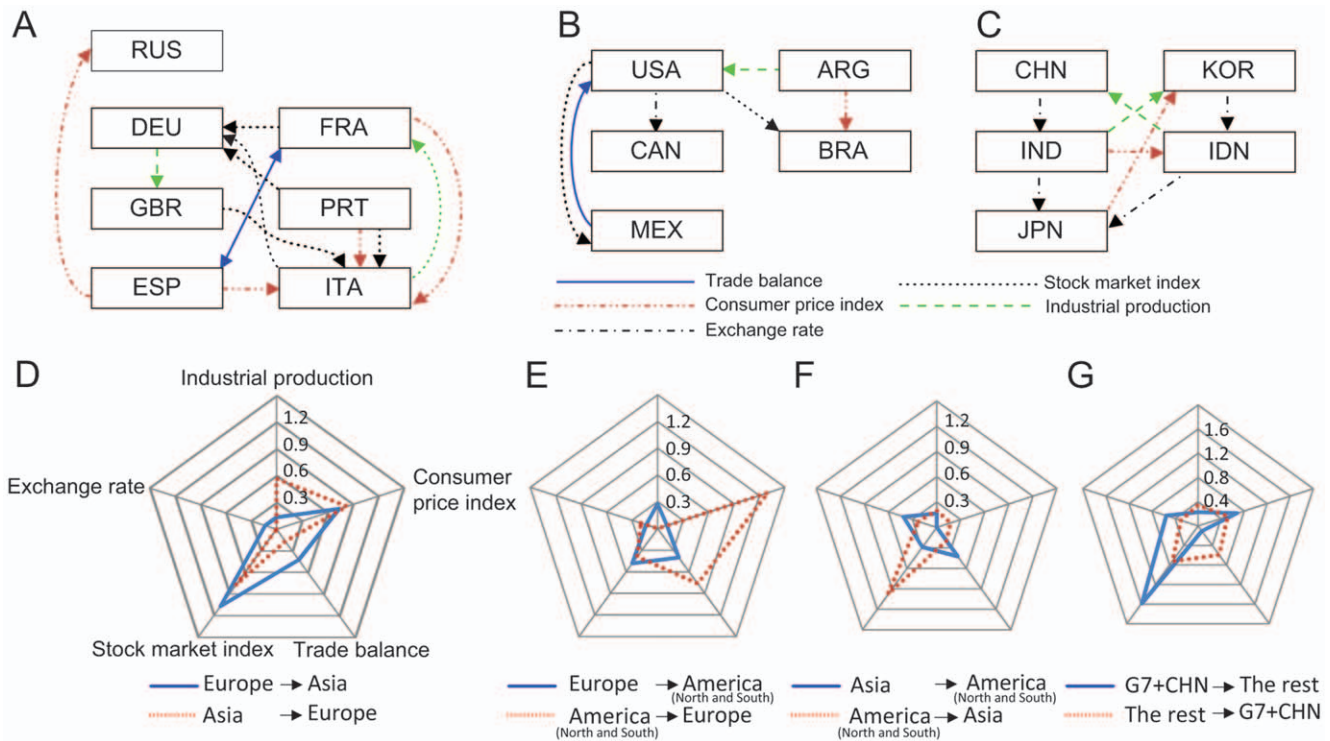 A
B
C
RUS
DEU
FRA
GBR
PRT
ESP
ITA
USA
ARG
CAN
BRA
MEX
CHN
KOR
IND
IDN
JPN
Trade balance
Consumer price index
Exchange rate
Stock market index
Industrial production
D
Industrial production
1.2
0.9
0.6
0.3
Exchange rate
Consumer
price index
Stock market index
Trade balance
Europe → Asia
Asia → Europe
E
1.2
0.9
0.6
0.3
Europe → America
(North and South)
America → Europe
(North and South)
F
1.2
0.9
0.6
0.3
Asia → America
(North and South)
America → Asia
(North and South)
G
1.6
1.2
0.8
0.4
G7+CHN → The rest
The rest → G7+CHN